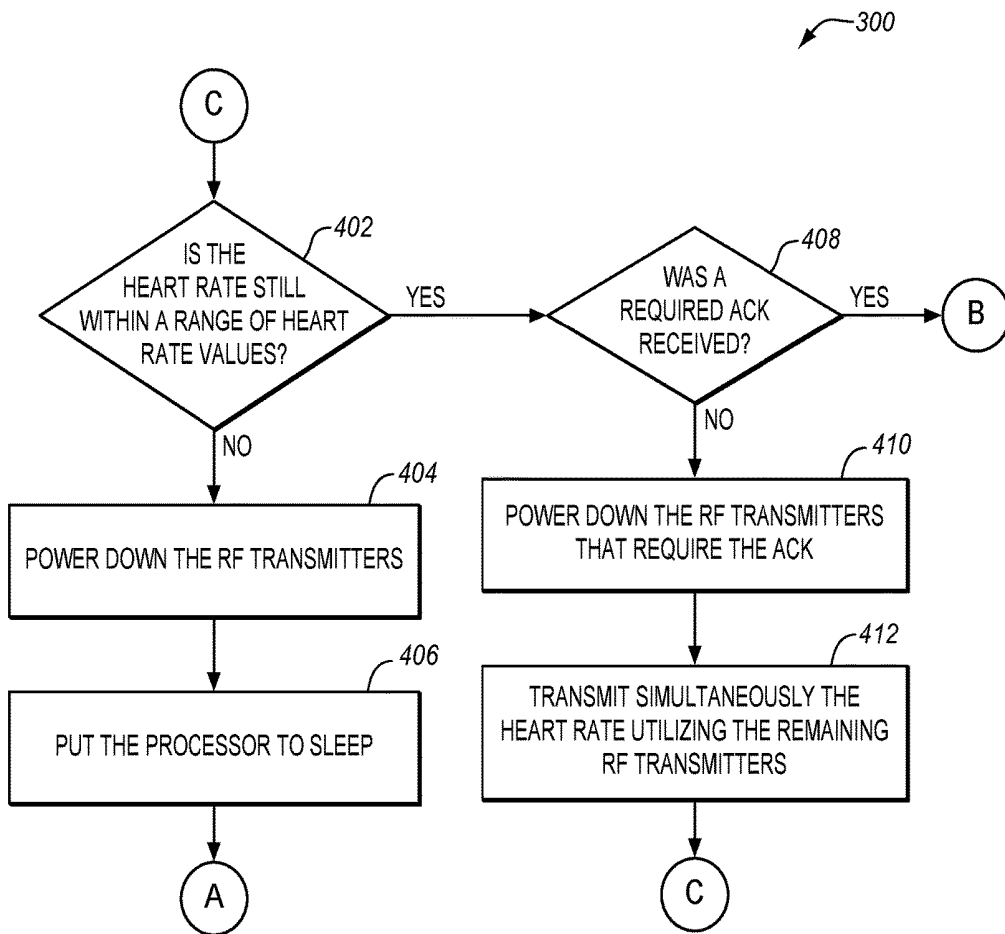 300
C
402
IS THE
HEART RATE STILL
WITHIN A RANGE OF HEART
RATE VALUES?
YES
NO
408
WAS A
REQUIRED ACK
RECEIVED?
YES
B
NO
404
POWER DOWN THE RF TRANSMITTERS
410
POWER DOWN THE RF TRANSMITTERS
THAT REQUIRE THE ACK
406
PUT THE PROCESSOR TO SLEEP
412
TRANSMIT SIMULTANEOUSLY THE
HEART RATE UTILIZING THE REMAINING
RF TRANSMITTERS
A
C